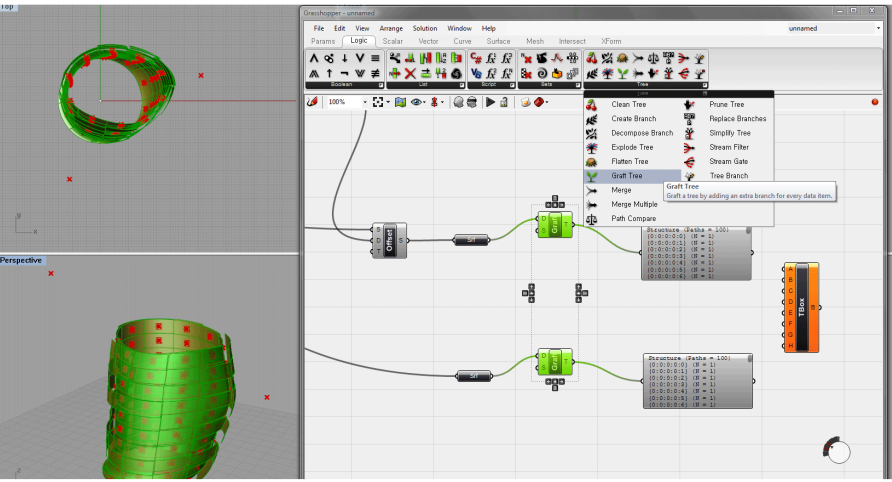 Top
Grasshopper - unnamed
File Edit View Arrange Solution Window Help
unnamed
Params Logic Scalar Vector Curve Surface Mesh Intersect XForm
Boolean List Script Sets Tree
100%
Clean Tree Prune Tree
Create Branch Replace Branches
Decompose Branch Simplify Tree
Explode Tree Stream Filter
Flatten Tree Stream Gate
Graft Tree Tree Branch
Merge
Graft Tree
Graft a tree by adding an extra branch for every data item.
Merge Multiple
Path Compare
y
x
S
D
T
Offset
S
Srf
D
S
Graf
T
Structure (Paths = 100)
{0:0:0:0:0} (N = 1)
{0:0:0:0:1} (N = 1)
{0:0:0:0:2} (N = 1)
{0:0:0:0:3} (N = 1)
{0:0:0:0:4} (N = 1)
{0:0:0:0:5} (N = 1)
{0:0:0:0:6} (N = 1)
Perspective
A
B
C
D
E
F
G
H
TBox
B
Srf
D
S
Graf
T
Structure (Paths = 100)
{0:0:0:0:0} (N = 1)
{0:0:0:0:1} (N = 1)
{0:0:0:0:2} (N = 1)
{0:0:0:0:3} (N = 1)
{0:0:0:0:4} (N = 1)
{0:0:0:0:5} (N = 1)
{0:0:0:0:6} (N = 1)
z